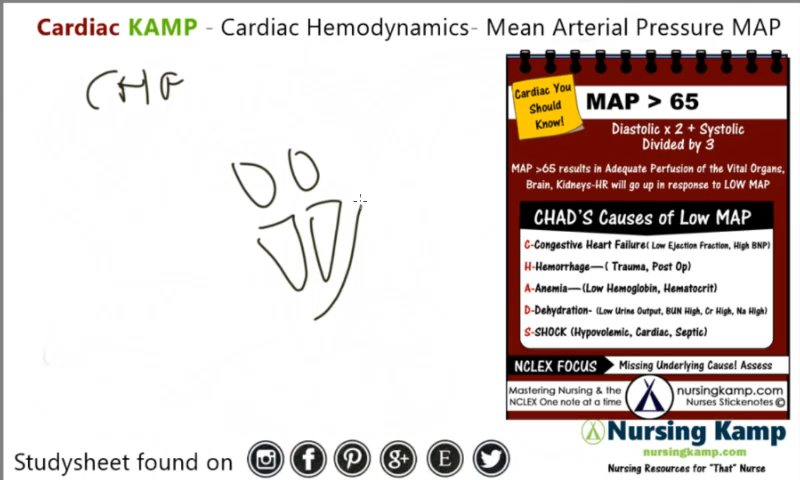 Cardiac KAMP - Cardiac Hemodynamics- Mean Arterial Pressure MAP
CHF
Cardiac You
Should
Know!
MAP > 65
Diastolic x 2 + Systolic
Divided by 3
MAP >65 results in Adequate Perfusion of the Vital Organs,
Brain, Kidneys-HR will go up in response to LOW MAP
CHAD'S Causes of Low MAP
C-Congestive Heart Failure( Low Ejection Fraction, High BNP)
H-Hemorrhage—( Trauma, Post Op)
A-Anemia—(Low Hemoglobin, Hematocrit)
D-Dehydration- (Low Urine Output, BUN High, Cr High, Na High)
S-SHOCK (Hypovolemic, Cardiac, Septic)
NCLEX FOCUS Missing Underlying Cause! Assess
Mastering Nursing & the
NCLEX One note at a time
nursingkamp.com
Nurses Stickenotes ©
Nursing Kamp
nursingkamp.com
Nursing Resources for "That" Nurse
Studysheet found on